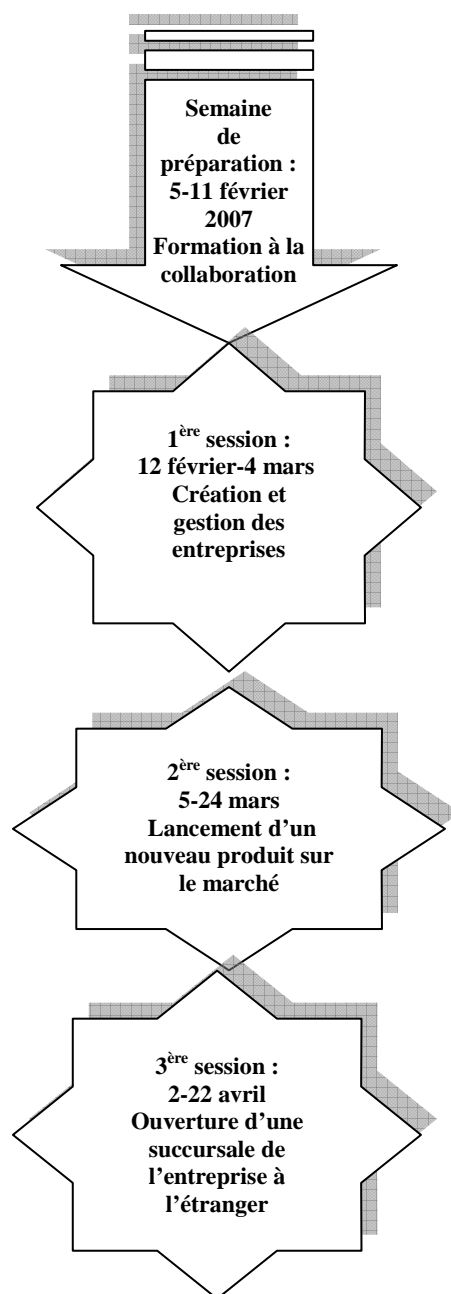 Semaine
de
préparation :
5-11 février
2007
Formation à la
collaboration
1ère session :
12 février-4 mars
Création et
gestion des
entreprises
2ère session :
5-24 mars
Lancement d’un
nouveau produit sur
le marché
3ère session :
2-22 avril
Ouverture d’une
succursale de
l’entreprise à
l’étranger